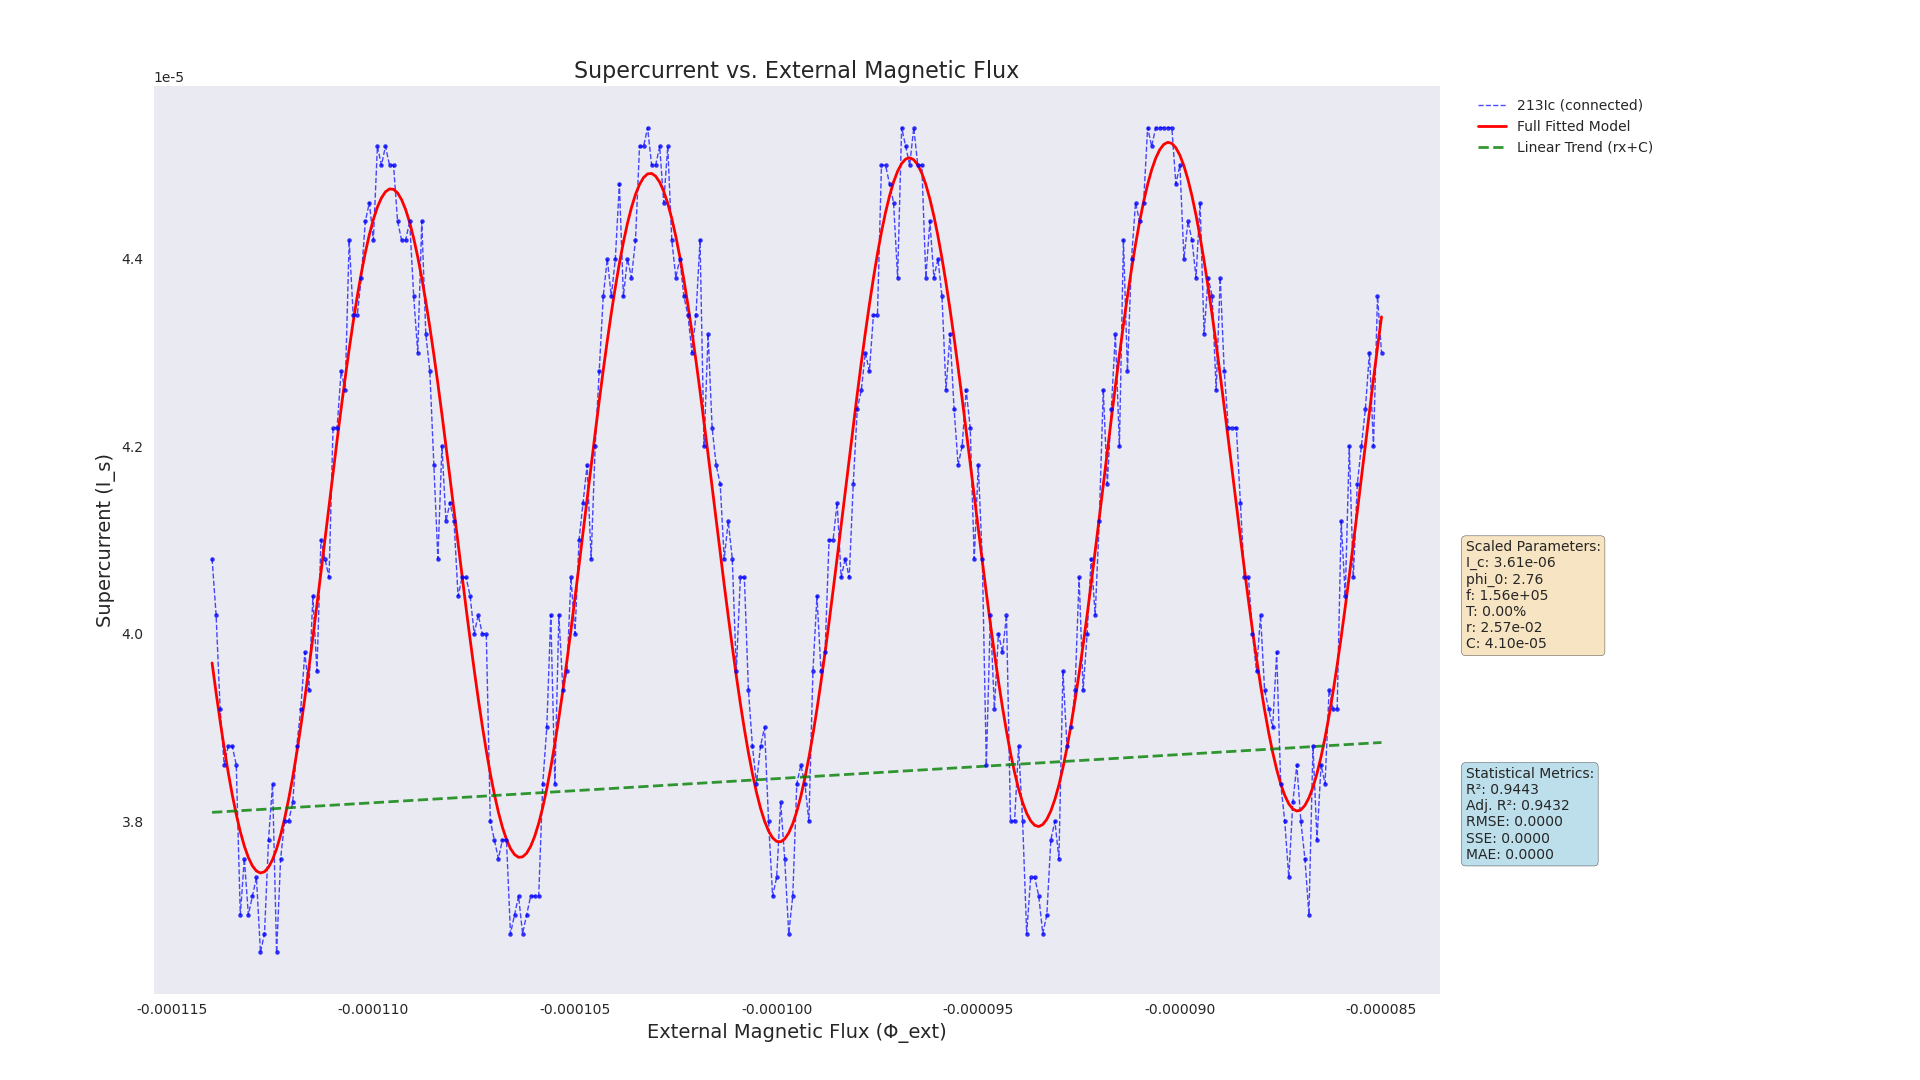 Supercurrent vs. External Magnetic Flux
1e-5
4.4
4.2
4.0
3.8
Supercurrent (I_s)
-0.000115
-0.000110
-0.000105
-0.000100
-0.000095
-0.000090
-0.000085
External Magnetic Flux (Φ_ext)
213Ic (connected)
Full Fitted Model
Linear Trend (rx+C)
Scaled Parameters:
I_c: 3.61e-06
phi_0: 2.76
f: 1.56e+05
T: 0.00%
r: 2.57e-02
C: 4.10e-05
Statistical Metrics:
R²: 0.9443
Adj. R²: 0.9432
RMSE: 0.0000
SSE: 0.0000
MAE: 0.0000